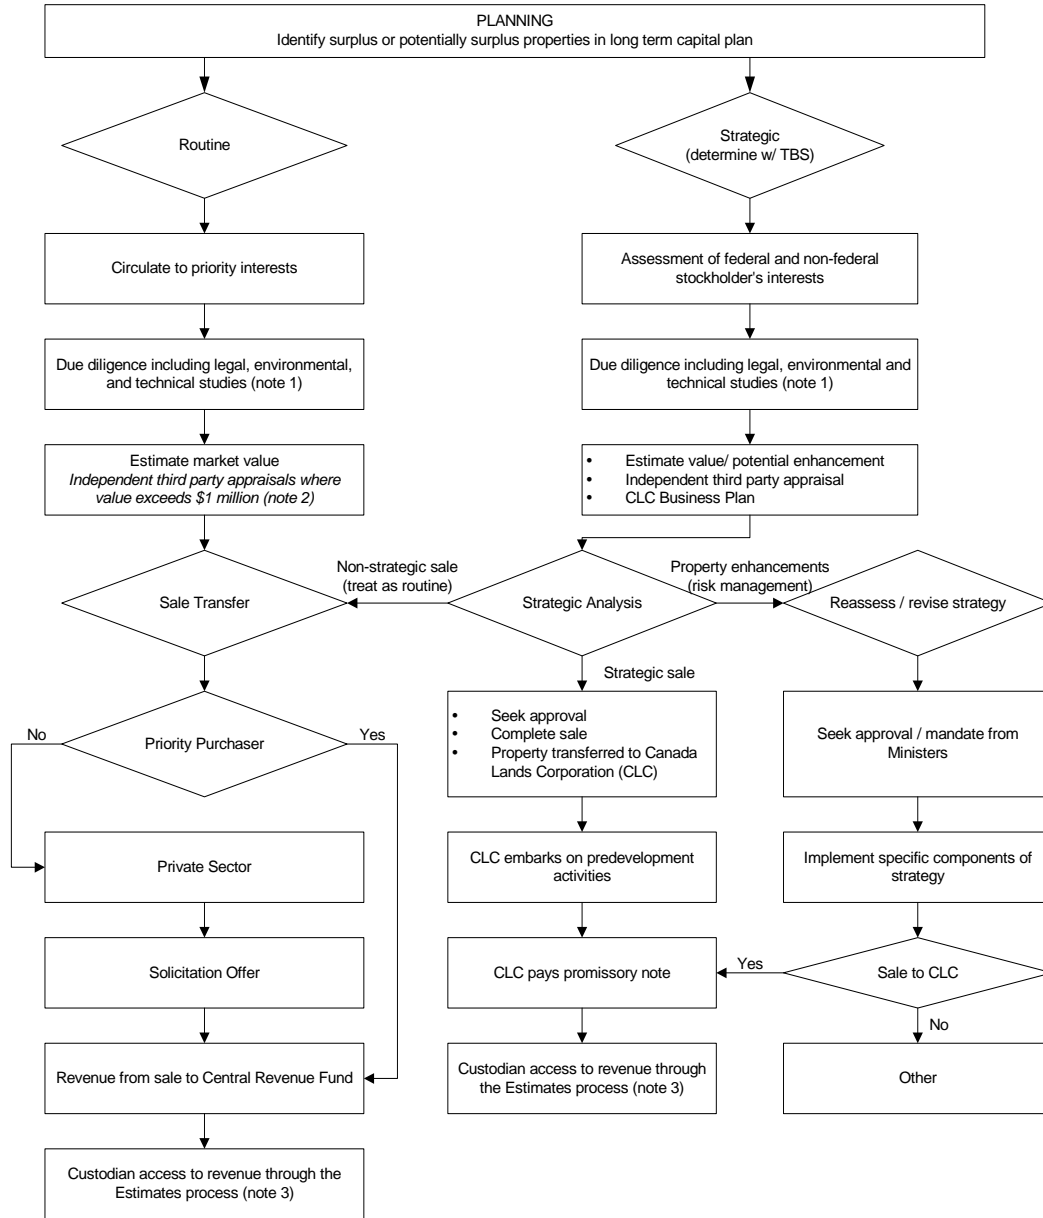 PLANNING
Identify surplus or potentially surplus properties in long term capital plan
Routine
Strategic
(determine w/ TBS)
Circulate to priority interests
Assessment of federal and non-federal
stockholder's interests
Due diligence including legal, environmental,
and technical studies (note 1)
Due diligence including legal, environmental and
technical studies (note 1)
Estimate market value
Independent third party appraisals where
value exceeds $1 million (note 2)
• Estimate value/ potential enhancement
• Independent third party appraisal
• CLC Business Plan
Sale Transfer
Non-strategic sale
(treat as routine)
Strategic Analysis
Property enhancements
(risk management)
Reassess / revise strategy
Strategic sale
No
Priority Purchaser
Yes
• Seek approval
• Complete sale
• Property transferred to Canada
Lands Corporation (CLC)
Seek approval / mandate from
Ministers
Private Sector
CLC embarks on predevelopment
activities
Implement specific components of
strategy
Solicitation Offer
CLC pays promissory note
Yes
Sale to CLC
No
Revenue from sale to Central Revenue Fund
Custodian access to revenue through
the Estimates process (note 3)
Other
Custodian access to revenue through the
Estimates process (note 3)